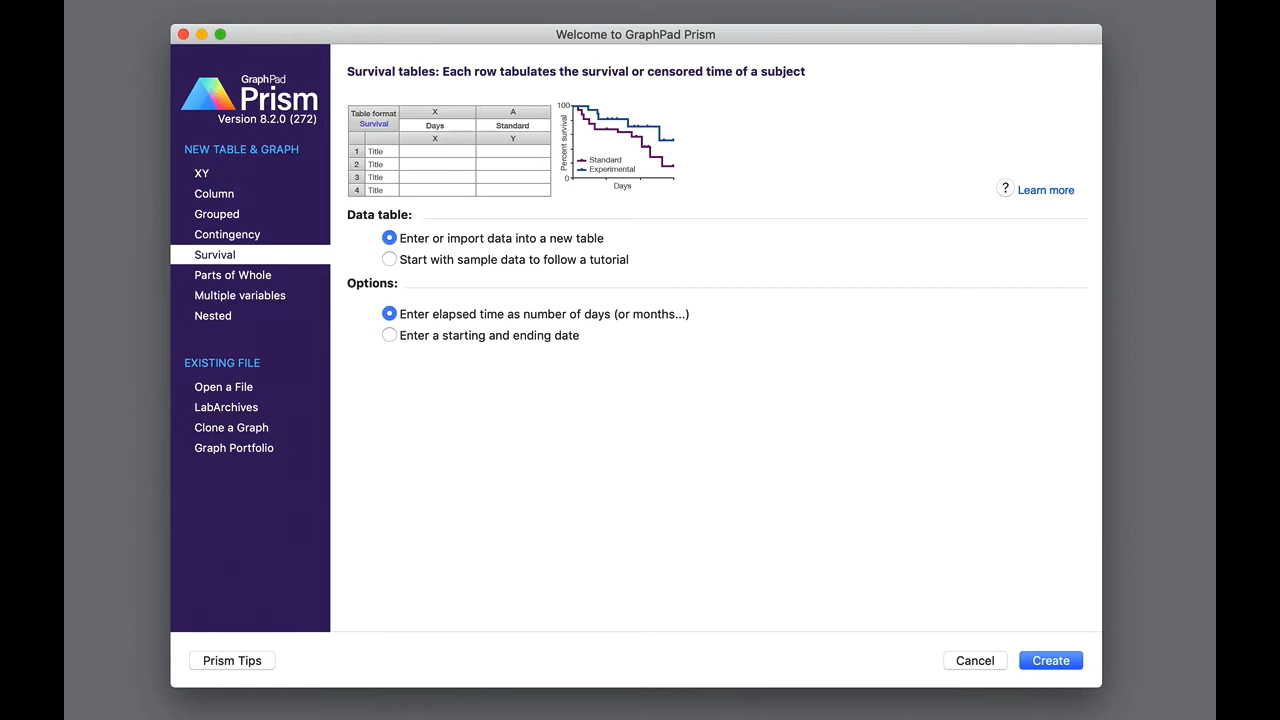 Welcome to GraphPad Prism
GraphPad
Prism
Version 8.2.0 (272)
NEW TABLE & GRAPH
XY
Column
Grouped
Contingency
Survival
Parts of Whole
Multiple variables
Nested
EXISTING FILE
Open a File
LabArchives
Clone a Graph
Graph Portfolio
Survival tables: Each row tabulates the survival or censored time of a subject
Table format X A
Survival Days Standard
X Y
1 Title
2 Title
3 Title
4 Title
100
Percent survival
Standard
Experimental
0
Days
? Learn more
Data table:
Enter or import data into a new table
Start with sample data to follow a tutorial
Options:
Enter elapsed time as number of days (or months...)
Enter a starting and ending date
Prism Tips
Cancel
Create